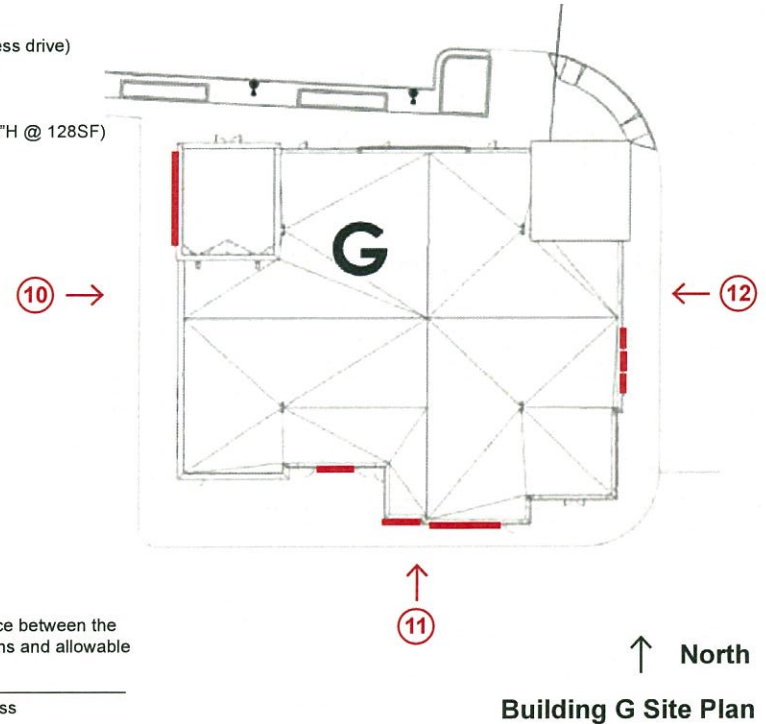 ess drive)
"H @ 128SF)
G
10
12
11
ce between the
ns and allowable
ss
North
Building G Site Plan